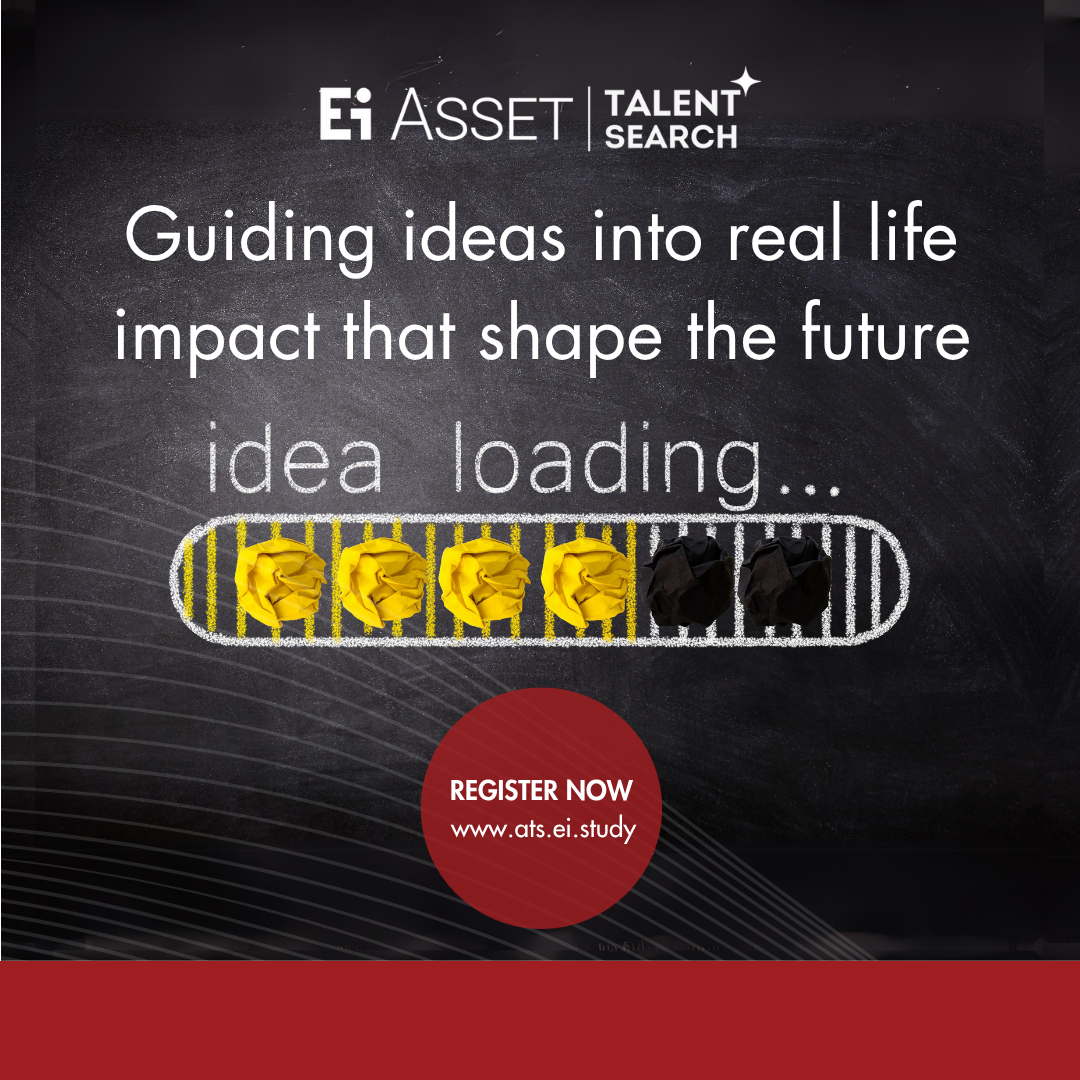 Ei ASSET | TALENT SEARCH
Guiding ideas into real life
impact that shape the future
idea loading...
REGISTER NOW
www.ats.ei.study